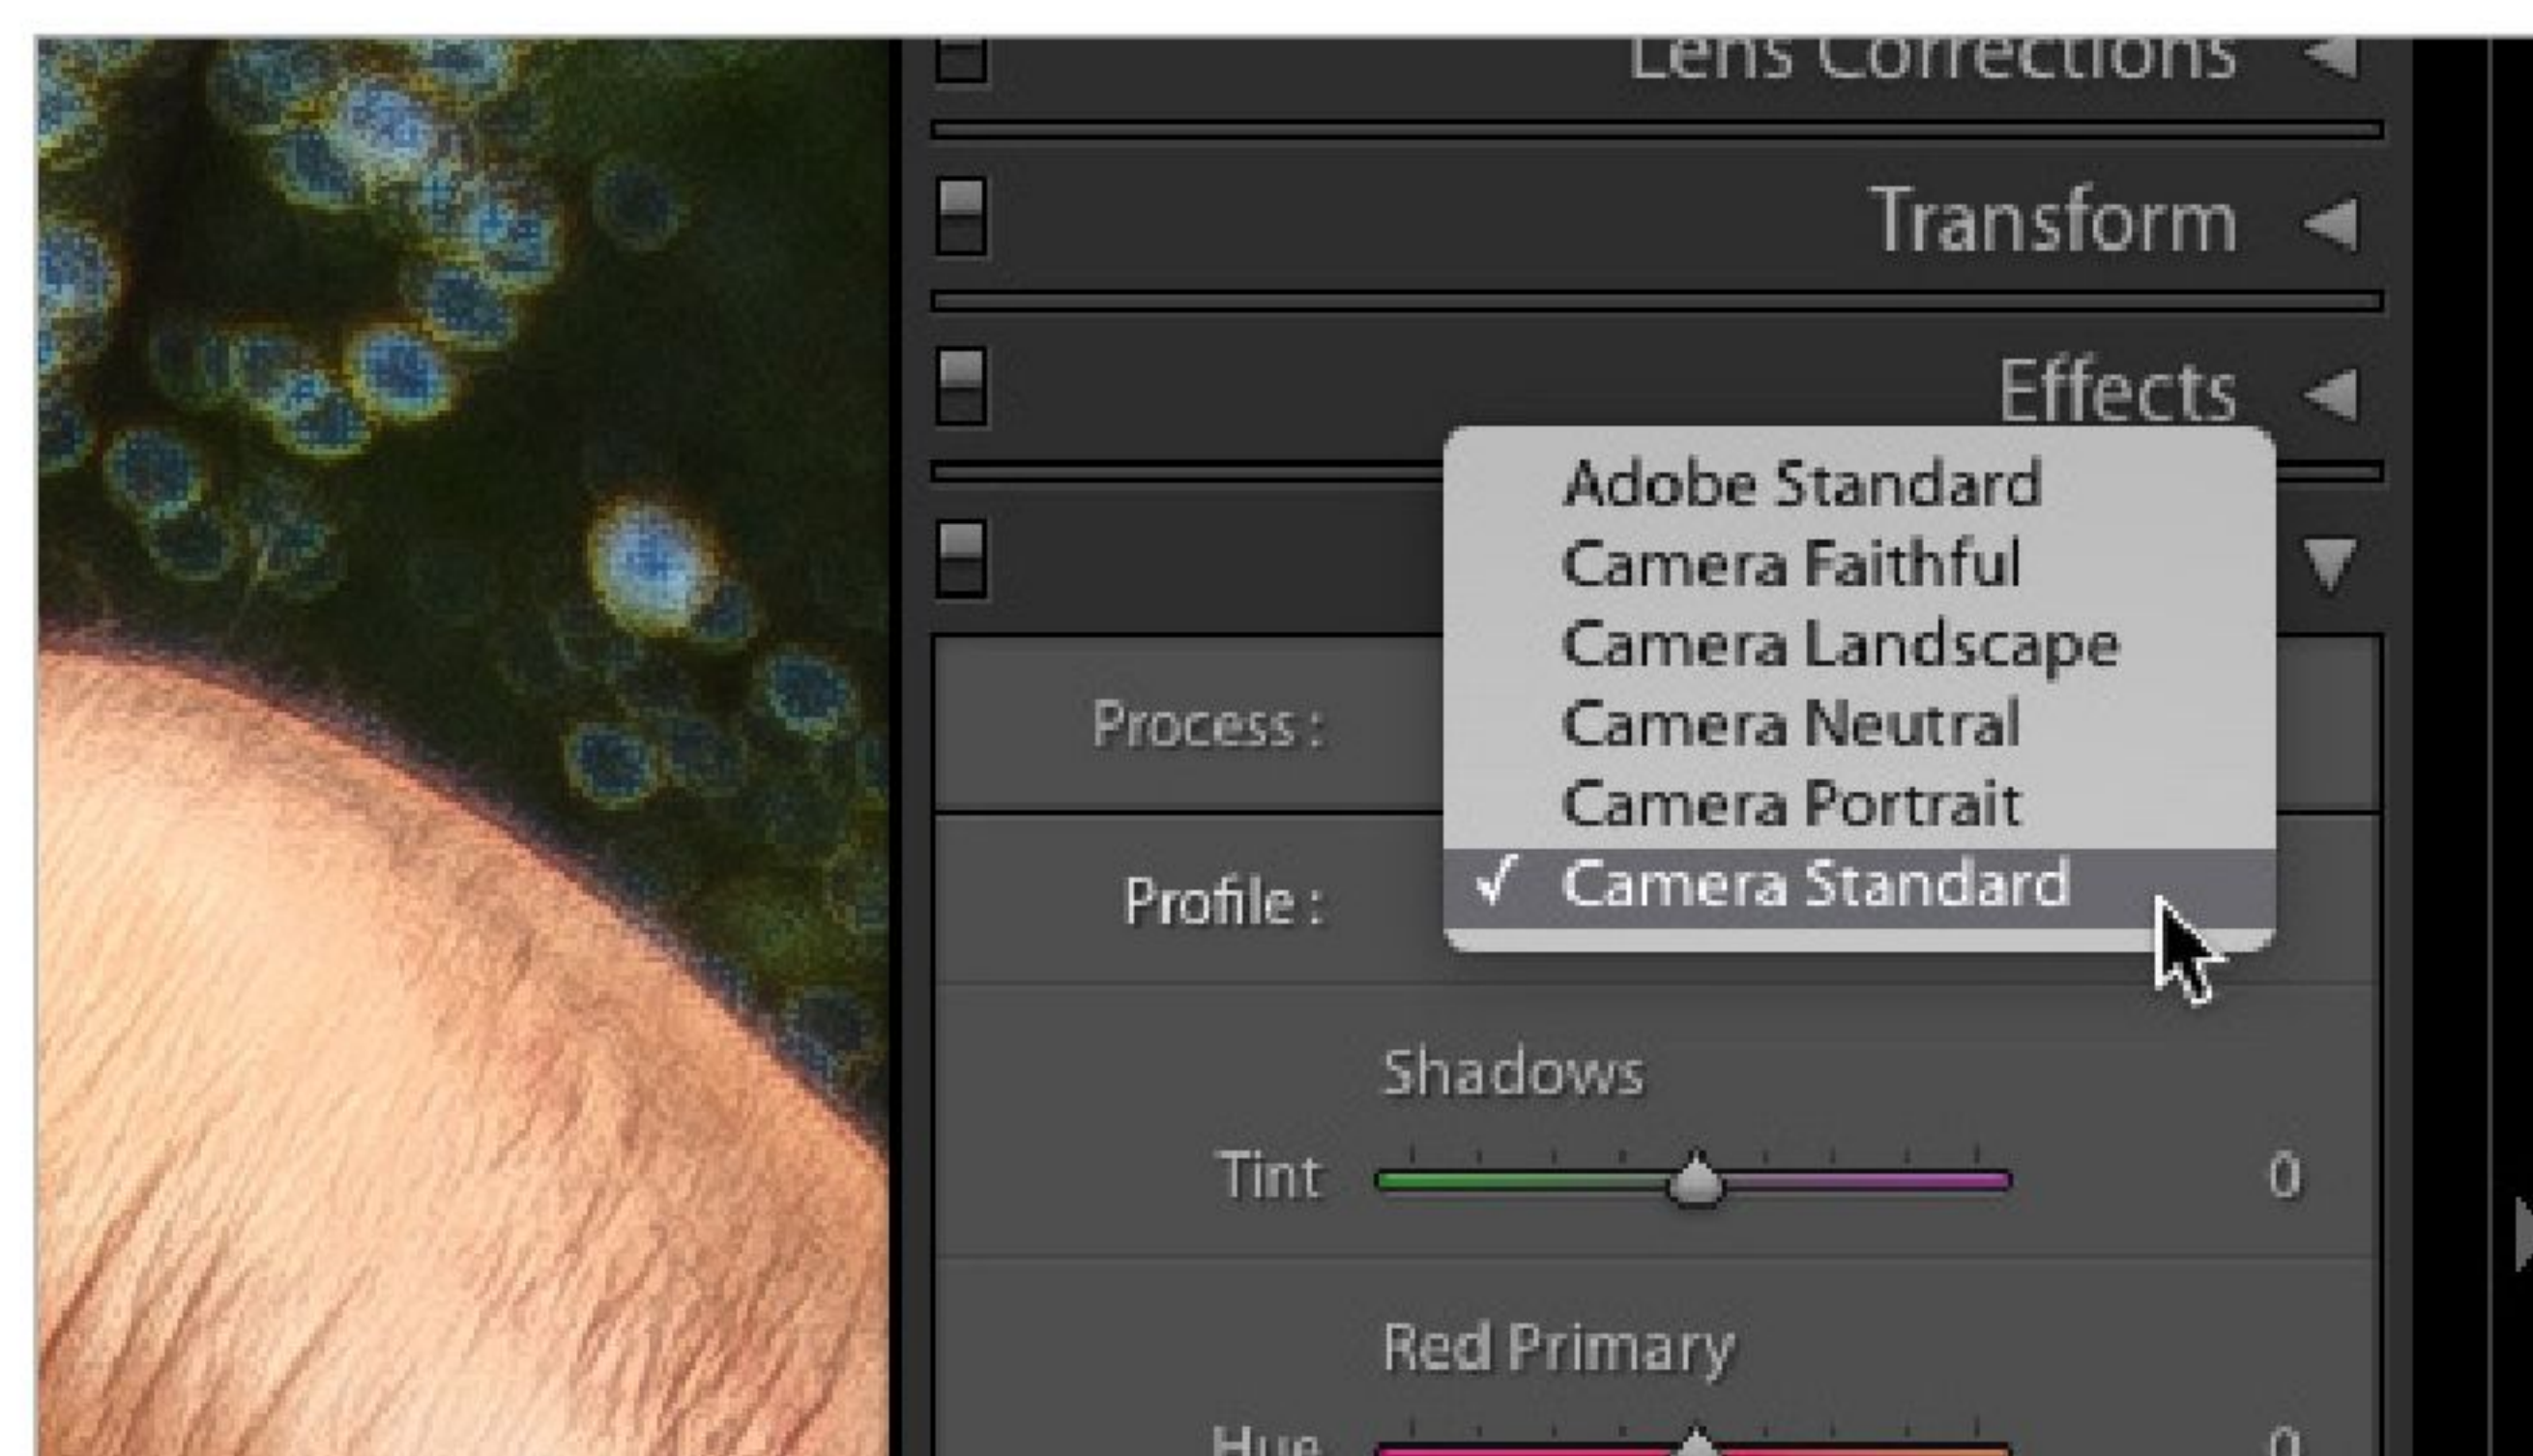 Lens Corrections
Transform
Effects
Adobe Standard
Camera Faithful
Camera Landscape
Process :
Camera Neutral
Camera Portrait
Profile :
✓ Camera Standard
Shadows
Tint 0
Red Primary
Hue 0